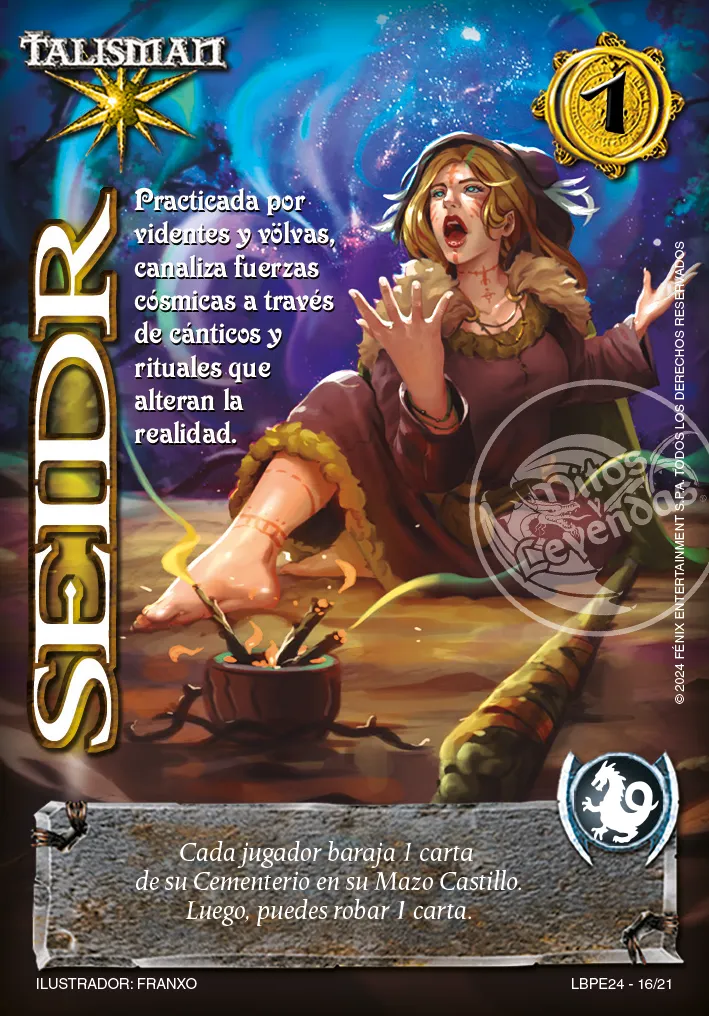 TALISMAN
1
SEIDR
Practicada por
videntes y völvas,
canaliza fuerzas
cósmicas a través
de cánticos y
rituales que
alteran la
realidad.
Mitos
y
Leyendas
©2024 FÉNIX ENTERTAINMENT S.P.A. TODOS LOS DERECHOS RESERVADOS
Cada jugador baraja 1 carta
de su Cementerio en su Mazo Castillo.
Luego, puedes robar 1 carta.
ILUSTRADOR: FRANXO
LBPE24 - 16/21